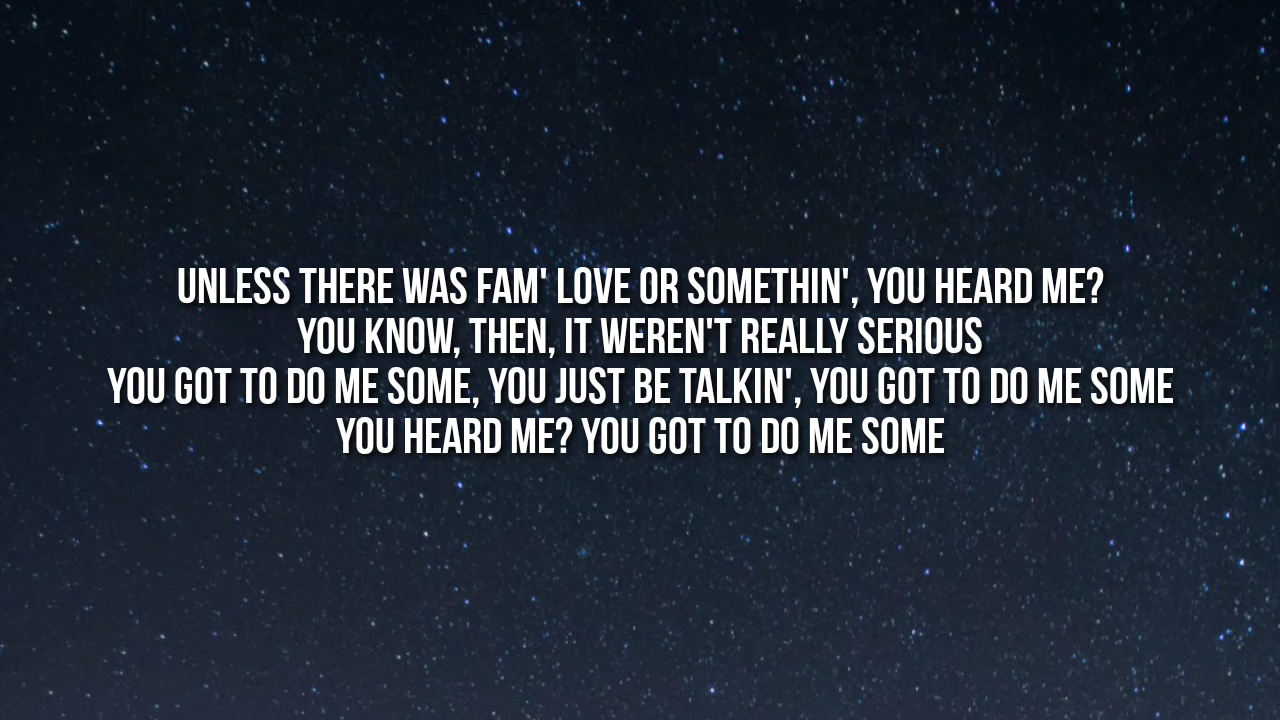 UNLESS THERE WAS FAM' LOVE OR SOMETHIN', YOU HEARD ME?
YOU KNOW, THEN, IT WEREN'T REALLY SERIOUS
YOU GOT TO DO ME SOME, YOU JUST BE TALKIN', YOU GOT TO DO ME SOME
YOU HEARD ME? YOU GOT TO DO ME SOME